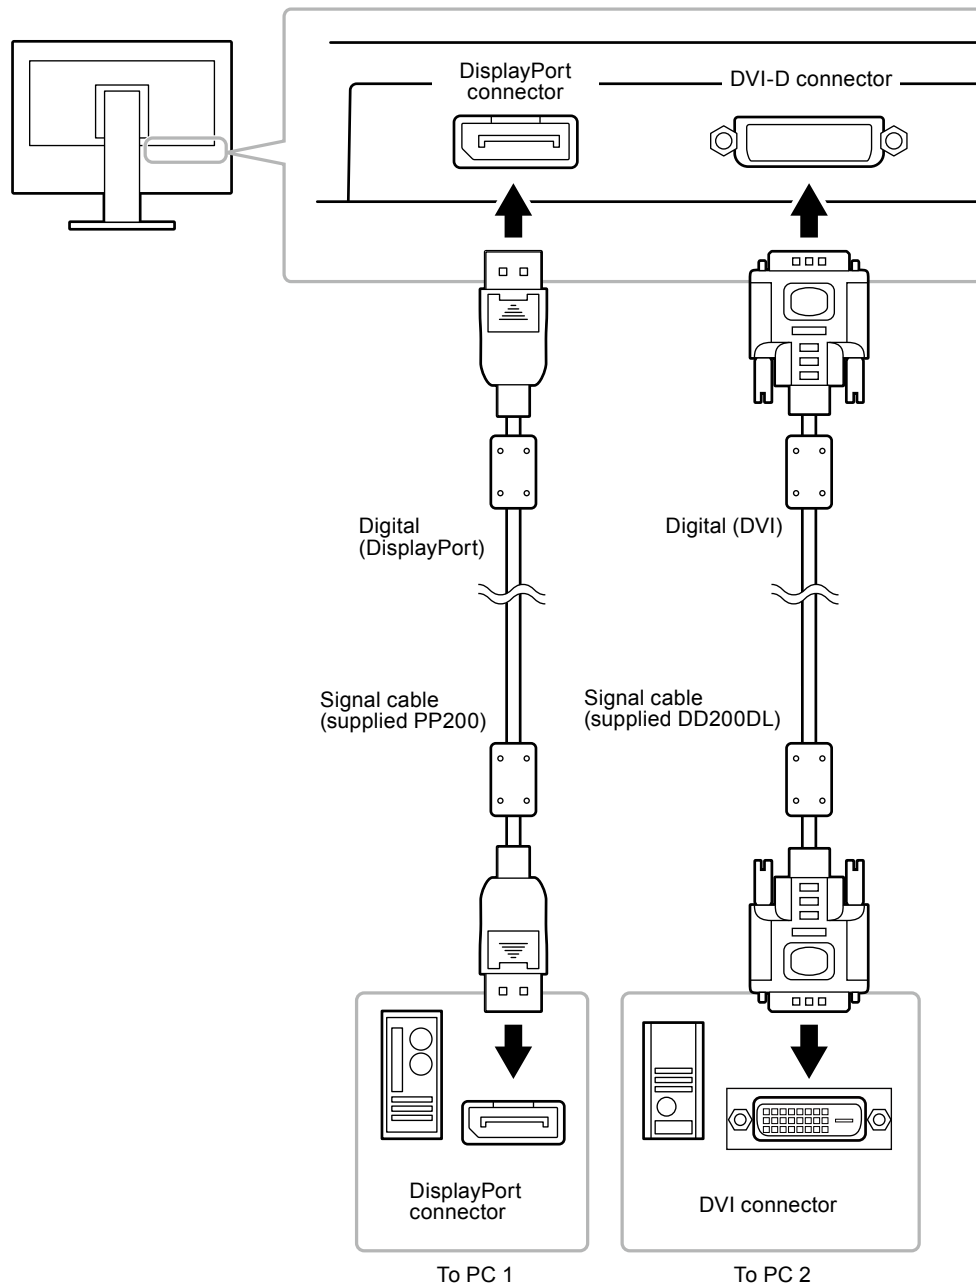 DisplayPort
connector
DVI-D connector
Digital
(DisplayPort)
Digital (DVI)
Signal cable
(supplied PP200)
Signal cable
(supplied DD200DL)
DisplayPort
connector
DVI connector
To PC 1
To PC 2